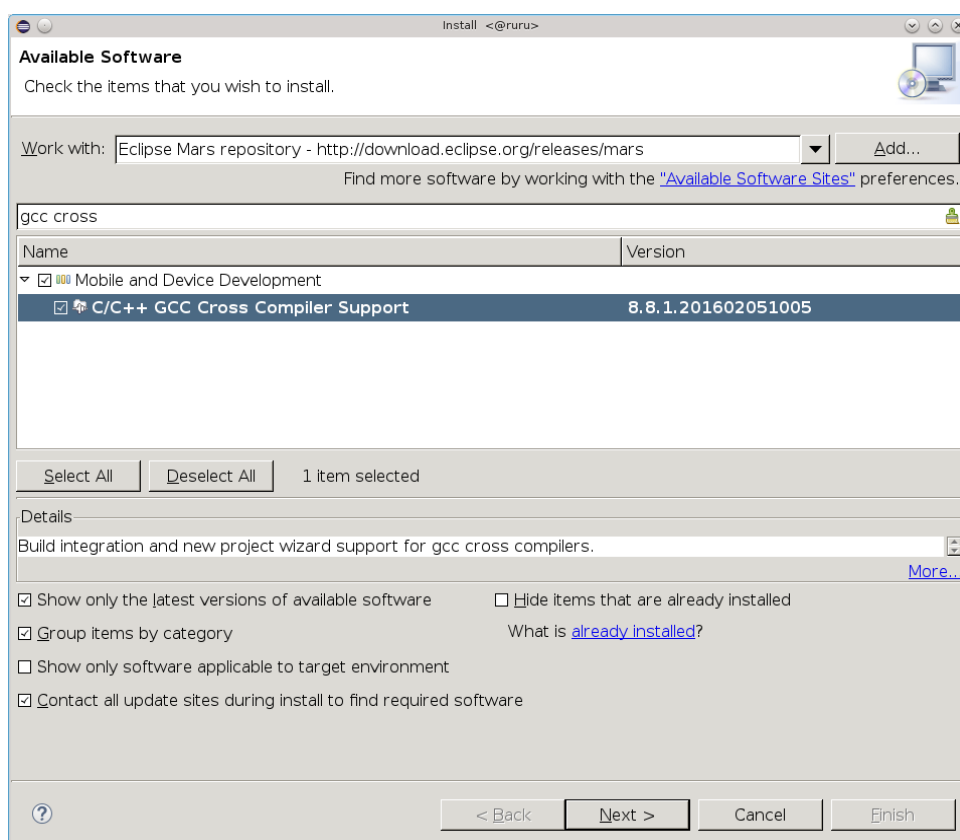 Install <@ruru>
Available Software
Check the items that you wish to install.
Work with: Eclipse Mars repository - http://download.eclipse.org/releases/mars Add...
Find more software by working with the "Available Software Sites" preferences.
gcc cross
Name Version
Mobile and Device Development
C/C++ GCC Cross Compiler Support 8.8.1.201602051005
Select All Deselect All 1 item selected
Details
Build integration and new project wizard support for gcc cross compilers.
More...
Show only the latest versions of available software Hide items that are already installed
Group items by category What is already installed?
Show only software applicable to target environment
Contact all update sites during install to find required software
? < Back Next > Cancel Finish